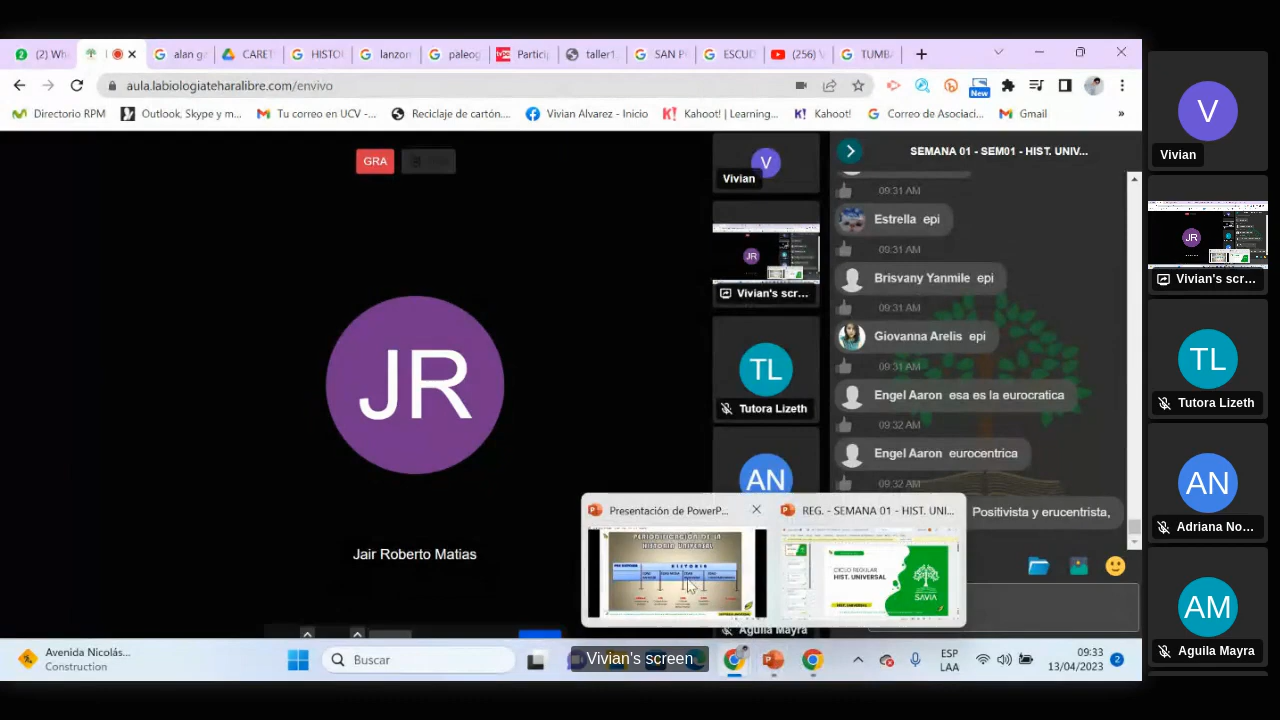 (2) Wh
alan g
CARET
HISTOI
lanzon
paleog
Particip
taller1.
SAN P
ESCUD
(256) V
TUMB
aula.labiologiateharalibre.com/envivo
New
Directorio RPM
Outlook, Skype y m...
Tu correo en UCV -...
Reciclaje de cartón....
Vivian Alvarez - Inicio
Kahoot! | Learning...
Kahoot!
Correo de Asociaci...
Gmail
»
GRA
V
Vivian
JR
Vivian's scr...
TL
Tutora Lizeth
AN
Aguila Mayra
JR
Jair Roberto Matias
SEMANA 01 - SEM01 - HIST. UNIV...
09:31 AM
Estrella epi
09:31 AM
Brisvany Yanmile epi
09:31 AM
Giovanna Arelis epi
09:31 AM
Engel Aaron esa es la eurocratica
09:32 AM
Engel Aaron eurocentrica
09:32 AM
Positivista y erucentrista,
Presentación de PowerP...
PERIODIFICACIÓN DE LA
HISTORIA UNIVERSAL
HISTORIA
REG. - SEMANA 01 - HIST. UNI...
CICLO REGULAR
HIST. UNIVERSAL
SAVIA
Avenida Nicolás...
Construction
Buscar
Vivian's screen
ESP
LAA
09:33
13/04/2023
2
V
Vivian
JR
Vivian's scr...
TL
Tutora Lizeth
AN
Adriana No...
AM
Aguila Mayra